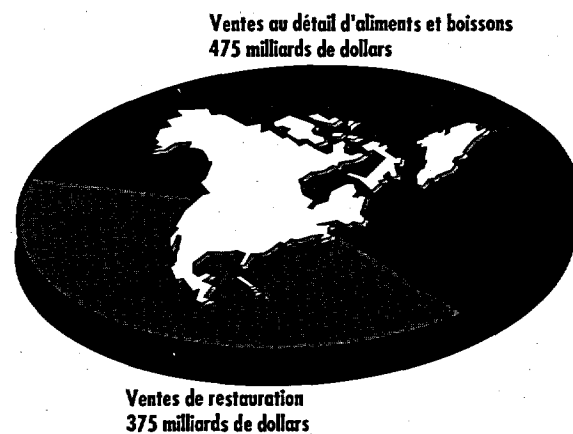 Ventes au détail d'aliments et boissons
475 milliards de dollars
Ventes de restauration
375 milliards de dollars